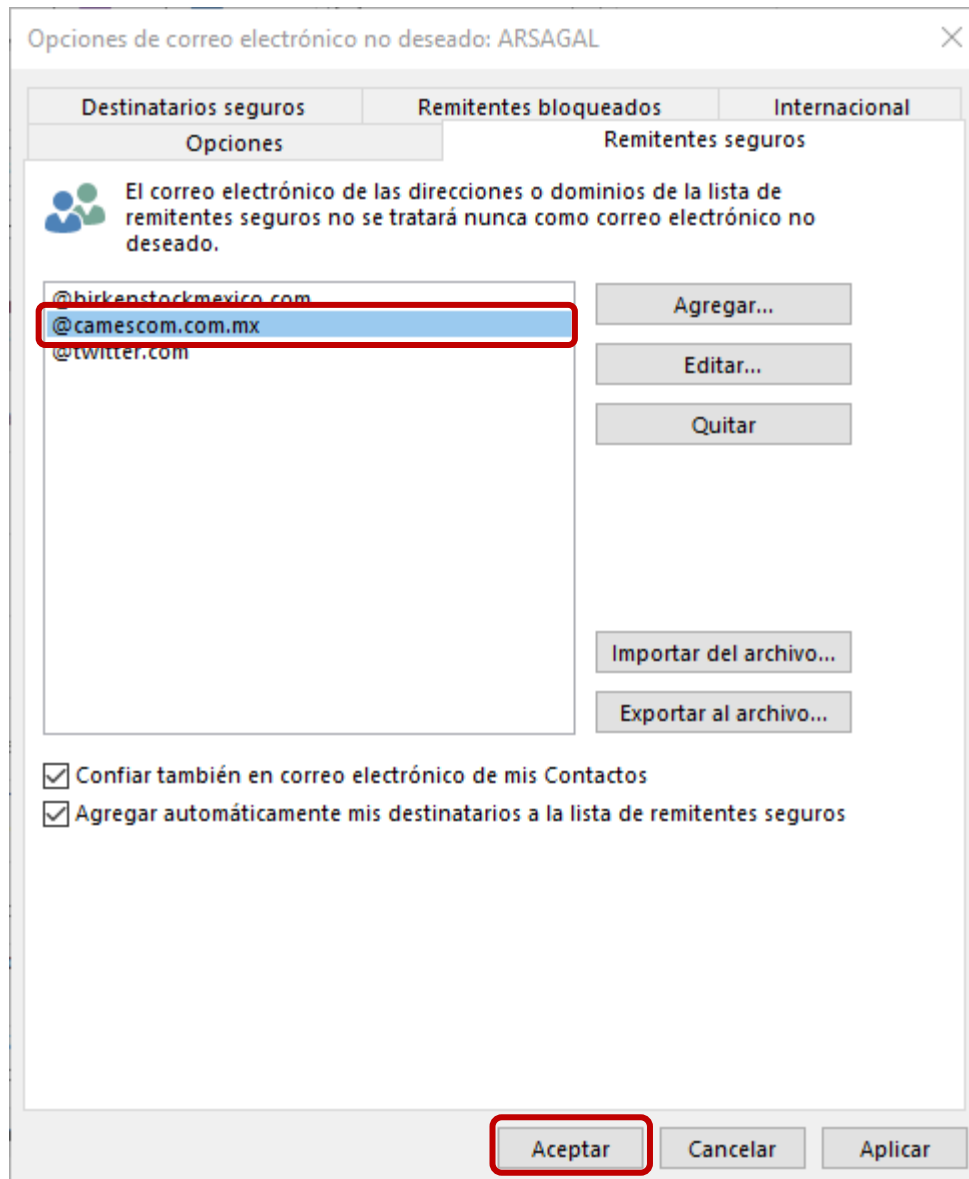 Opciones de correo electrónico no deseado: ARSAGAL
Destinatarios seguros
Remitentes bloqueados
Internacional
Opciones
Remitentes seguros
El correo electrónico de las direcciones o dominios de la lista de
remitentes seguros no se tratará nunca como correo electrónico no
deseado.
@birkenstockmexico.com
@camescom.com.mx
@twitter.com
Agregar...
Editar...
Quitar
Importar del archivo...
Exportar al archivo...
Confiar también en correo electrónico de mis Contactos
Agregar automáticamente mis destinatarios a la lista de remitentes seguros
Aceptar
Cancelar
Aplicar